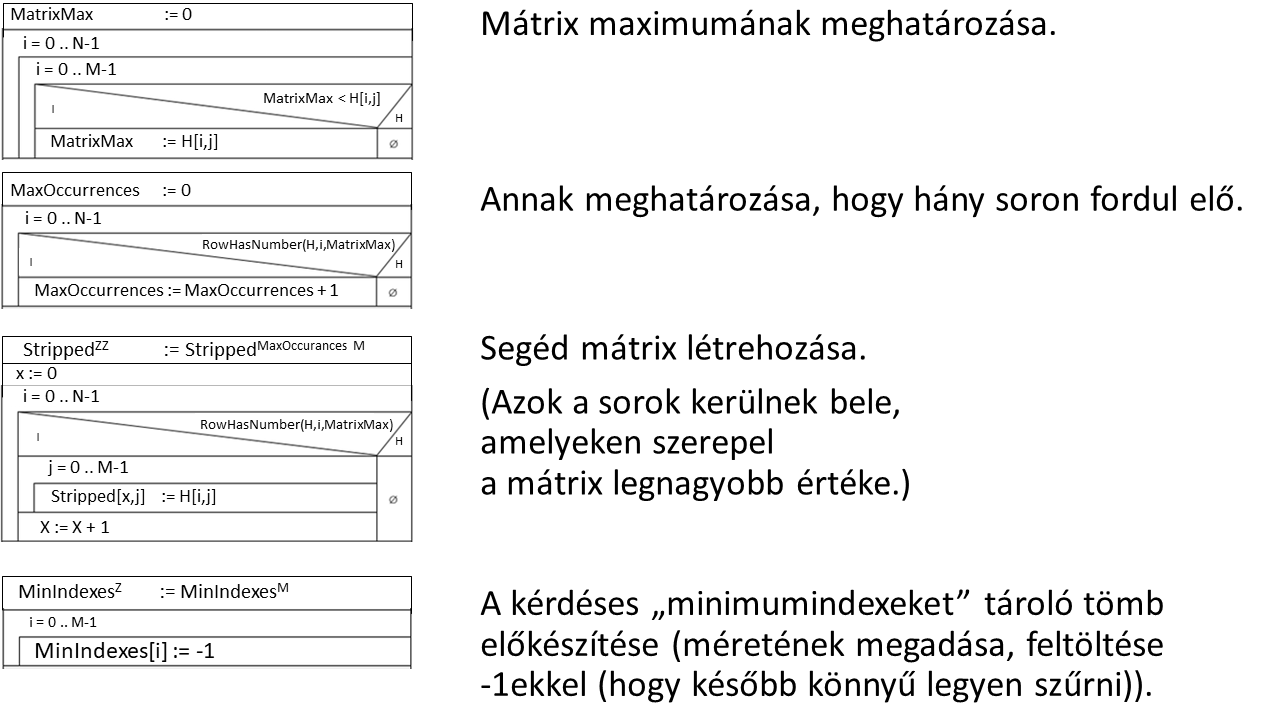 MatrixMax := 0
i = 0 .. N-1
i = 0 .. M-1
MatrixMax < H[i,j]
I
H
MatrixMax := H[i,j]
∅
Mátrix maximumának meghatározása.
MaxOccurrences := 0
i = 0 .. N-1
RowHasNumber(H,i,MatrixMax)
I
H
MaxOccurrences := MaxOccurrences + 1
∅
Annak meghatározása, hogy hány soron fordul elő.
Stripped^ZZ := Stripped^MaxOccurances M
x := 0
i = 0 .. N-1
RowHasNumber(H,i,MatrixMax)
I
H
j = 0 .. M-1
Stripped[x,j] := H[i,j]
∅
X := X + 1
Segéd mátrix létrehozása.
(Azok a sorok kerülnek bele,
amelyeken szerepel
a mátrix legnagyobb értéke.)
MinIndexes^Z := MinIndexes^M
i = 0 .. M-1
MinIndexes[i] := -1
A kérdéses „minimumindexeket” tároló tömb
előkészítése (méretének megadása, feltöltése
-1ekkel (hogy később könnyű legyen szűrni)).